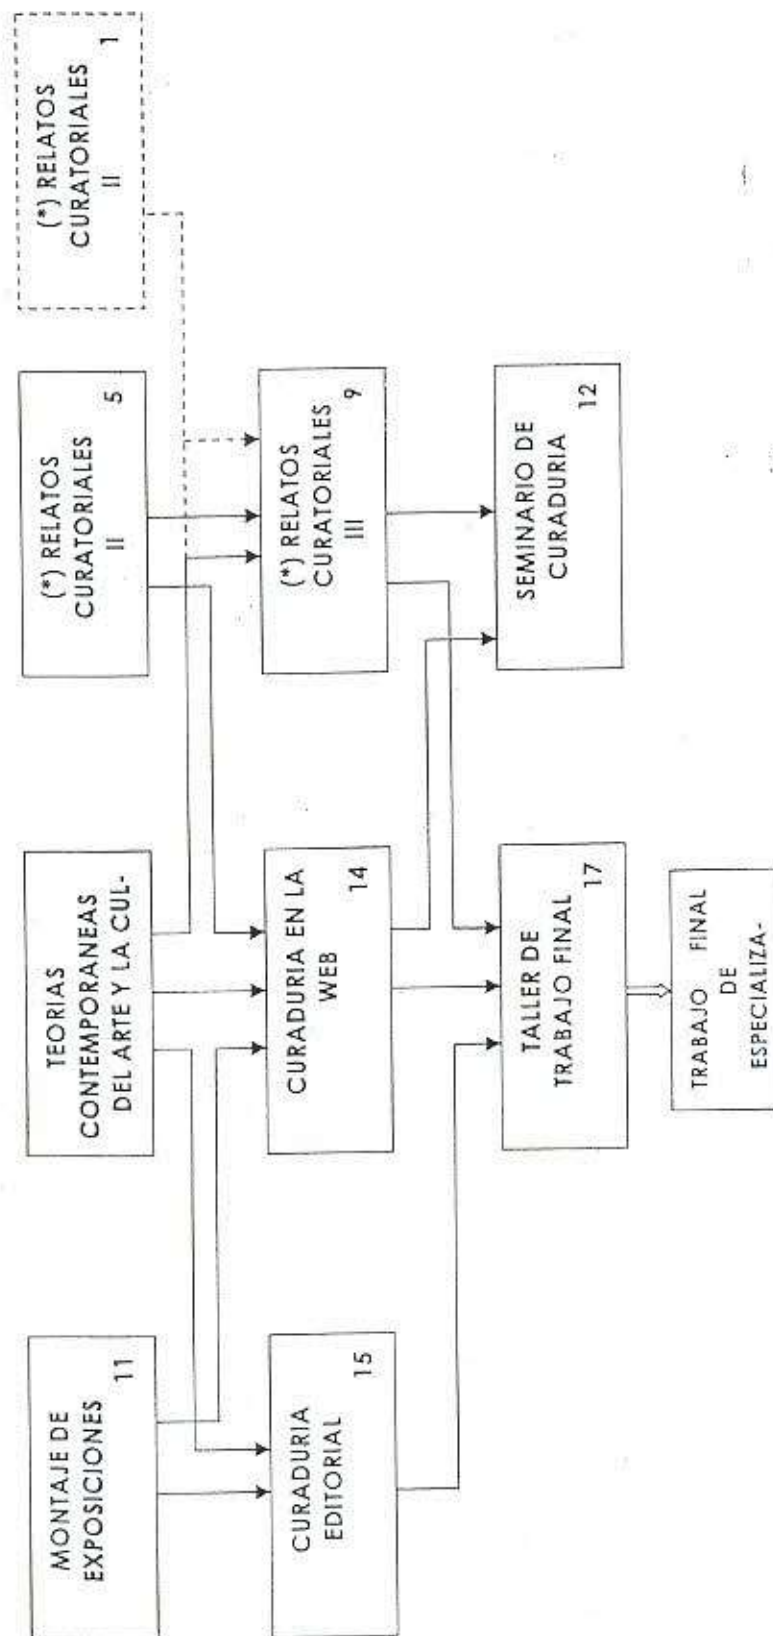 MONTAJE DE
EXPOSICIONES
11
TEORIAS
CONTEMPORANEAS
DEL ARTE Y LA CUL-
(*) RELATOS
CURATORIALES
II
5
(*) RELATOS
CURATORIALES
II
1
CURADURIA
EDITORIAL
15
CURADURIA EN LA
WEB
14
(*) RELATOS
CURATORIALES
III
9
TALLER DE
TRABAJO FINAL
17
SEMINARIO DE
CURADURIA
12
TRABAJO FINAL
DE
ESPECIALIZA-